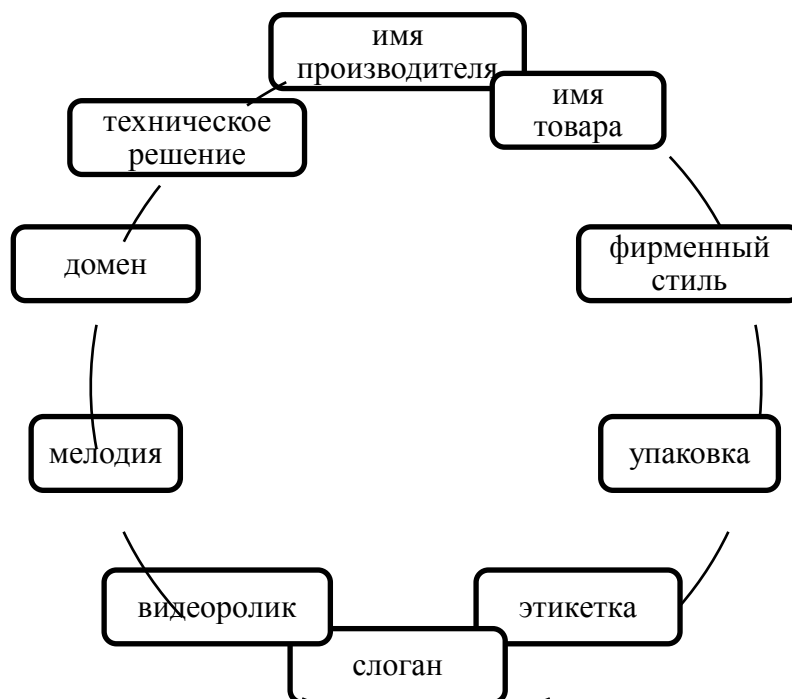 имя
производителя
имя
товара
техническое
решение
фирменный
стиль
домен
мелодия
упаковка
видеоролик
этикетка
слоган